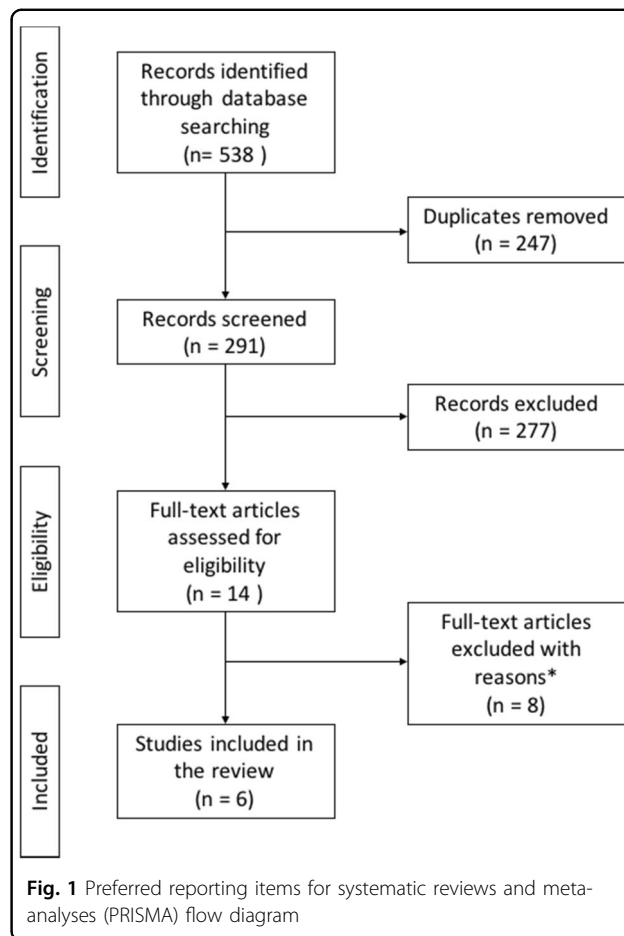 Identification
Records identified
through database
searching
(n= 538 )
Duplicates removed
(n = 247)
Screening
Records screened
(n = 291)
Records excluded
(n = 277)
Eligibility
Full-text articles
assessed for
eligibility
(n = 14 )
Full-text articles
excluded with
reasons*
(n = 8)
Included
Studies included in
the review
(n = 6)
Fig. 1 Preferred reporting items for systematic reviews and meta-
analyses (PRISMA) flow diagram